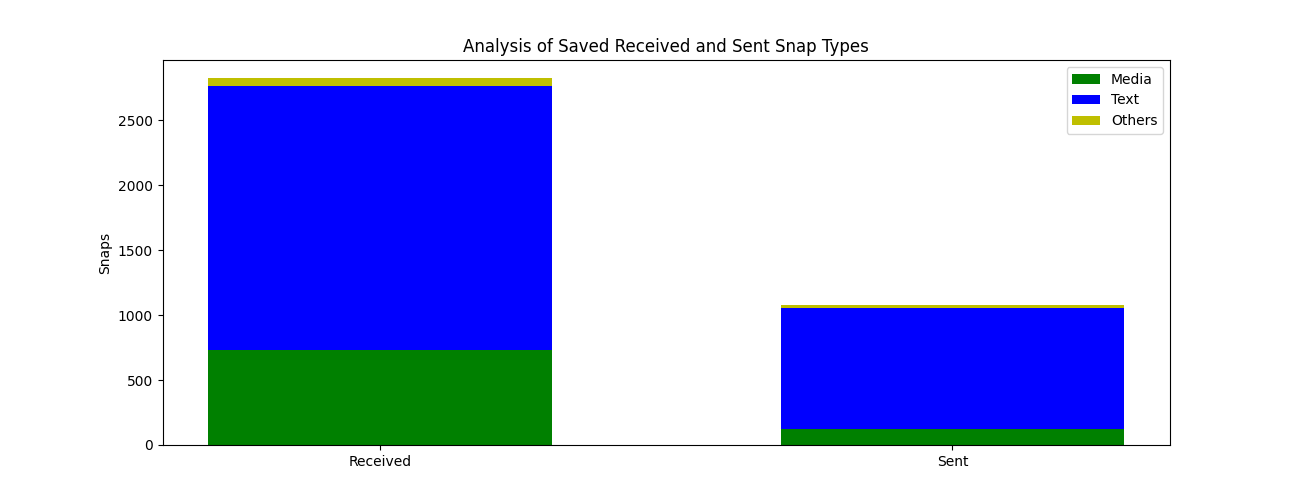 Analysis of Saved Received and Sent Snap Types
Media
Text
Others
2500
2000
1500
1000
500
0
Snaps
Received
Sent